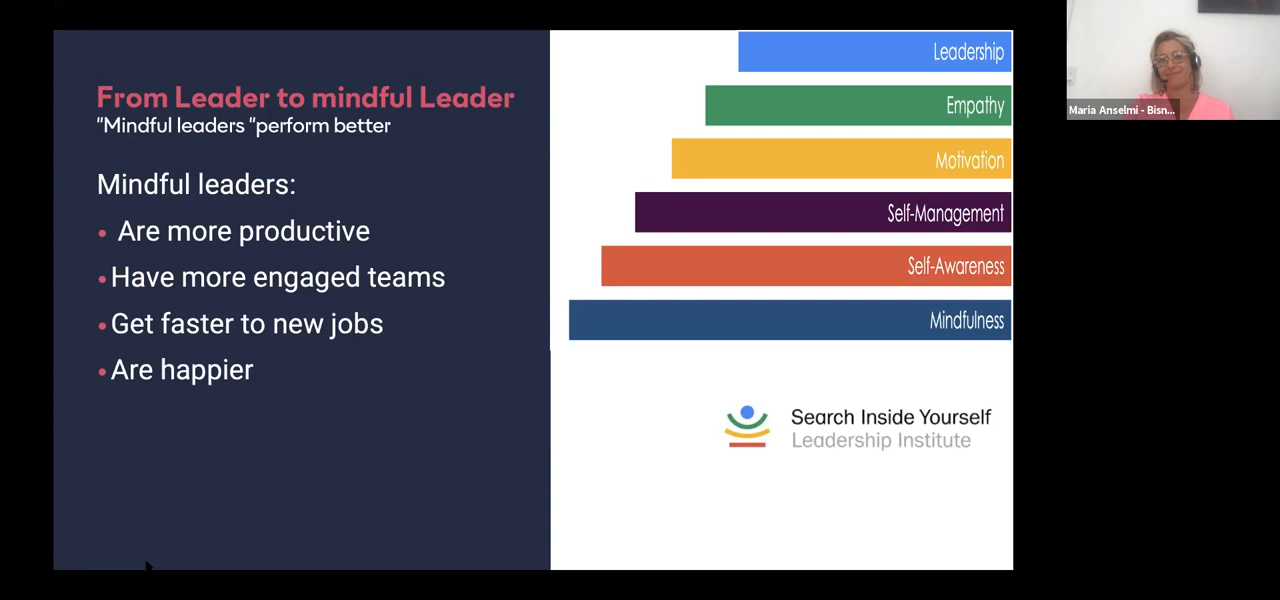 From Leader to mindful Leader
"Mindful leaders "perform better
Mindful leaders:
• Are more productive
• Have more engaged teams
• Get faster to new jobs
• Are happier
Leadership
Empathy
Motivation
Self-Management
Self-Awareness
Mindfulness
Search Inside Yourself
Leadership Institute
Maria Anselmi - Bisn...